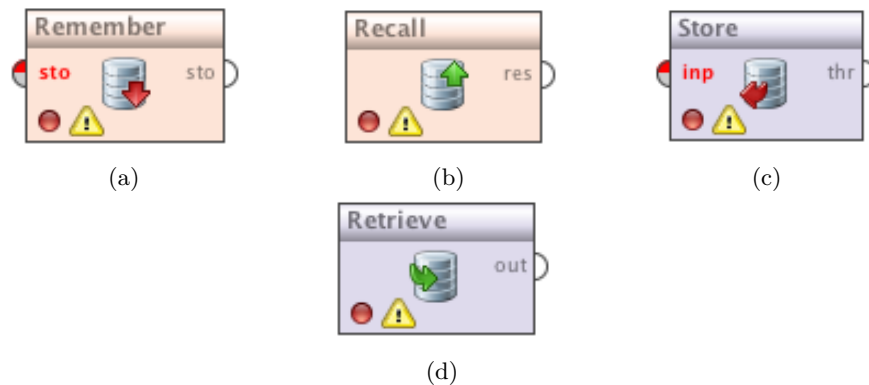 Remember
sto sto
(a)
Recall
res
(b)
Store
inp thr
(c)
Retrieve
out
(d)